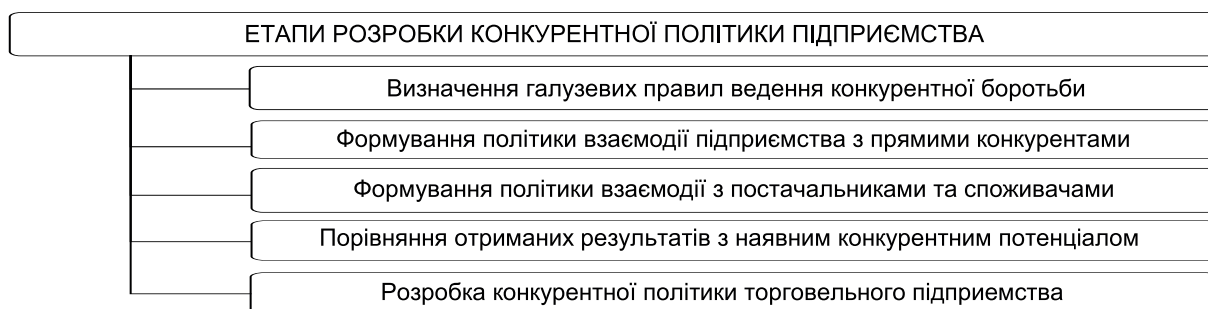 ЕТАПИ РОЗРОБКИ КОНКУРЕНТНОЇ ПОЛІТИКИ ПІДПРИЄМСТВА
Визначення галузевих правил ведення конкурентної боротьби
Формування політики взаємодії підприємства з прямими конкурентами
Формування політики взаємодії з постачальниками та споживачами
Порівняння отриманих результатів з наявним конкурентним потенціалом
Розробка конкурентної політики торговельного підприемства